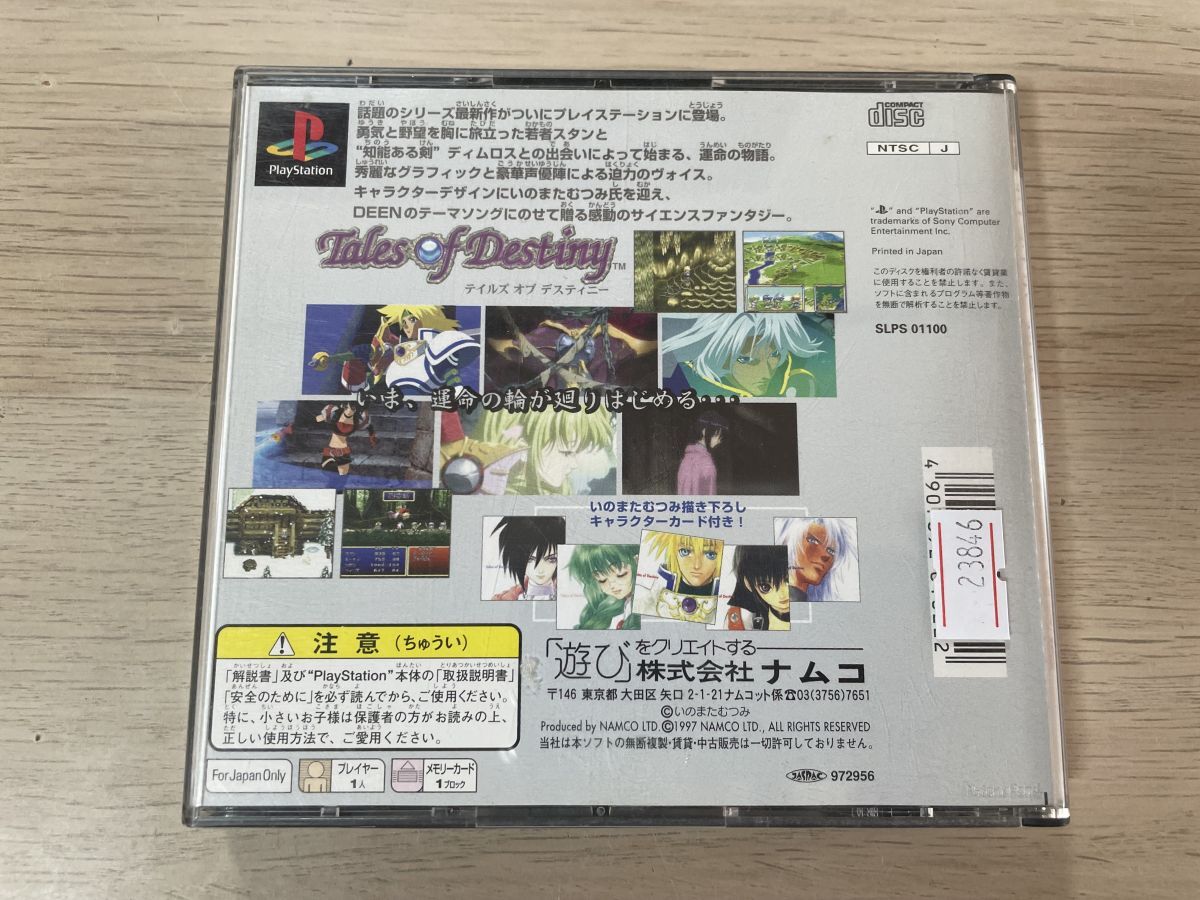 話題のシリーズ最新作がついにプレイステーションに登場。
勇気と野望を胸に旅立った若者スタンと
“知能ある剣”ディムロスとの出会いによって始まる、運命の物語。
秀麗なグラフィックと豪華声優陣による迫力のヴォイス。
キャラクターデザインにいのまたむつみ氏を迎え、
DEENのテーマソングにのせて贈る感動のサイエンスファンタジー。
PlayStation
COMPACT
disc
NTSC J
“PS” and “PlayStation” are
trademarks of Sony Computer
Entertainment Inc.
Printed in Japan
このディスクを権利者の許諾なく賃貸業
に使用することを禁止します。また、
ソフトに含まれるプログラム等著作物
を無断で解析することを禁止します。
SLPS 01100
Tales of Destiny™
テイルズ オブ デスティニー
いま、運命の輪が廻りはじめる・・・
いのまたむつみ描き下ろし
キャラクターカード付き！
23846
注意（ちゅうい）
「解説書」及び“PlayStation”本体の「取扱説明書」
「安全のために」を必ず読んでから、ご使用ください。
特に、小さいお子様は保護者の方がお読みの上、
正しい使用方法で、ご愛用ください。
For Japan Only
プレイヤー
1人
メモリーカード
1ブロック
「遊び」をクリエイトする
株式会社 ナムコ
〒146 東京都 大田区 矢口 2-1-21ナムコット係☎03(3756)7651
©いのまたむつみ
Produced by NAMCO LTD. ©1997 NAMCO LTD., ALL RIGHTS RESERVED
当社は本ソフトの無断複製・賃貸・中古販売は一切許可しておりません。
972956